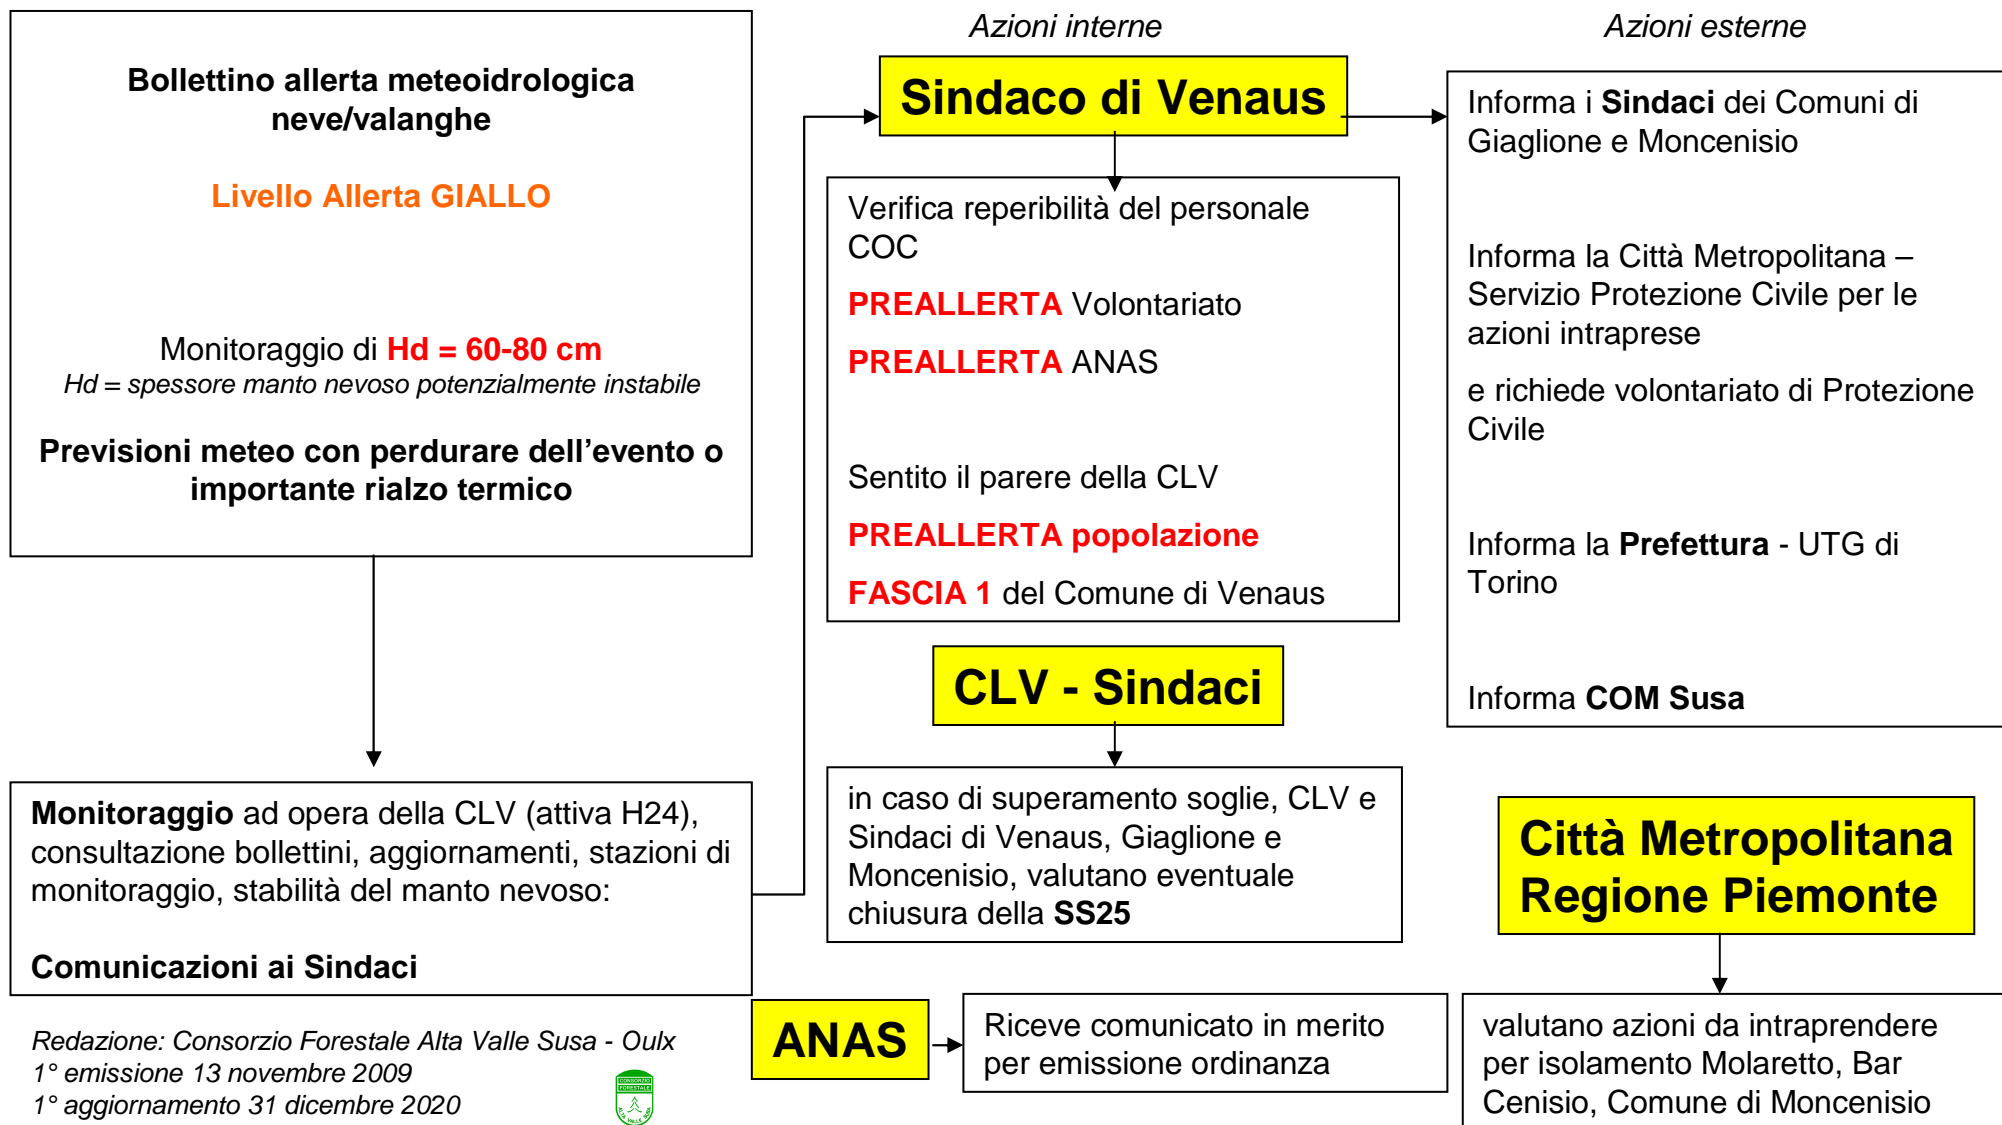 Bollettino allerta meteoidrologica
neve/valanghe
Livello Allerta GIALLO
Monitoraggio di Hd = 60-80 cm
Hd = spessore manto nevoso potenzialmente instabile
Previsioni meteo con perdurare dell’evento o
importante rialzo termico
Monitoraggio ad opera della CLV (attiva H24),
consultazione bollettini, aggiornamenti, stazioni di
monitoraggio, stabilità del manto nevoso:
Comunicazioni ai Sindaci
Redazione: Consorzio Forestale Alta Valle Susa - Oulx
1° emissione 13 novembre 2009
1° aggiornamento 31 dicembre 2020
CONSORZIO
FORESTALE
ALTA VALLE SUSA
Azioni interne
Sindaco di Venaus
Verifica reperibilità del personale
COC
PREALLERTA Volontariato
PREALLERTA ANAS
Sentito il parere della CLV
PREALLERTA popolazione
FASCIA 1 del Comune di Venaus
CLV - Sindaci
in caso di superamento soglie, CLV e
Sindaci di Venaus, Giaglione e
Moncenisio, valutano eventuale
chiusura della SS25
ANAS
Riceve comunicato in merito
per emissione ordinanza
Azioni esterne
Informa i Sindaci dei Comuni di
Giaglione e Moncenisio
Informa la Città Metropolitana –
Servizio Protezione Civile per le
azioni intraprese
e richiede volontariato di Protezione
Civile
Informa la Prefettura - UTG di
Torino
Informa COM Susa
Città Metropolitana
Regione Piemonte
valutano azioni da intraprendere
per isolamento Molaretto, Bar
Cenisio, Comune di Moncenisio